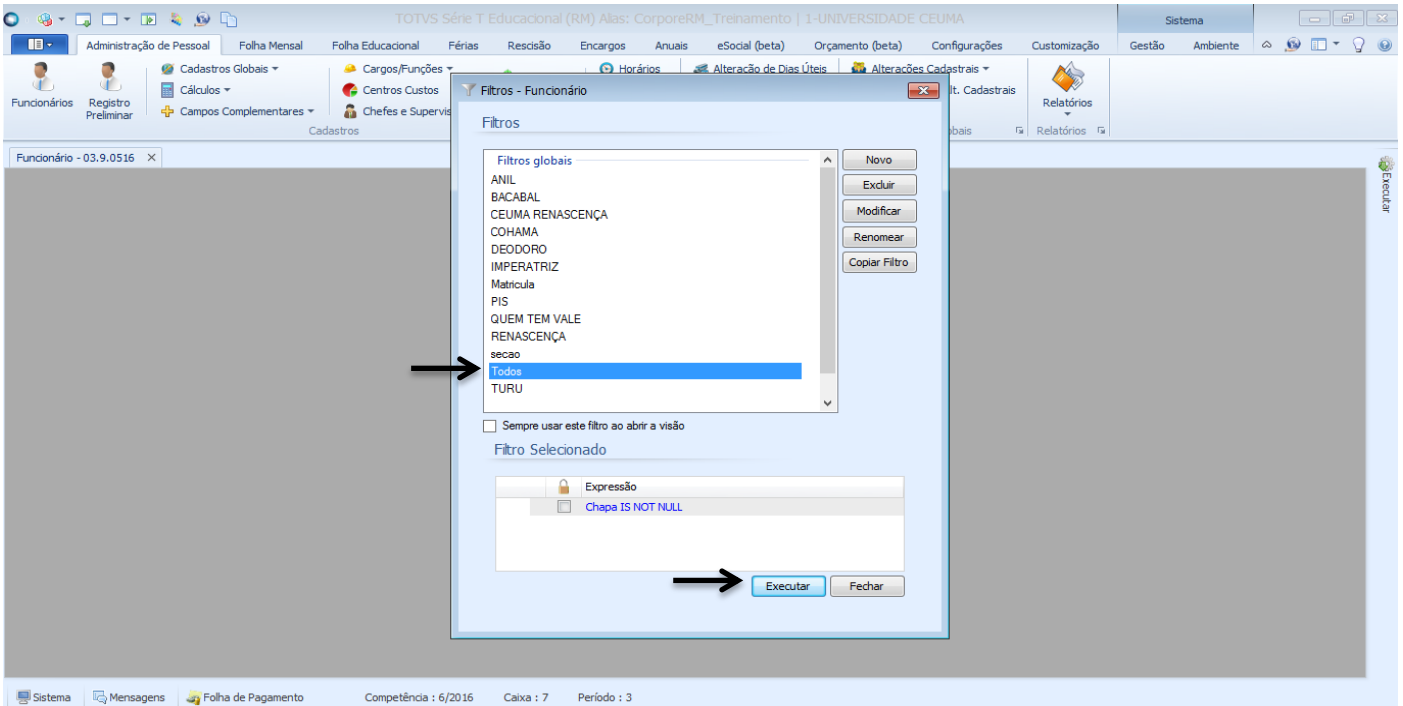 TOTVS Série T Educacional (RM) Alias: CorporeRM_Treinamento | 1-UNIVERSIDADE CEUMA
Sistema
Administração de Pessoal Folha Mensal Folha Educacional Férias Rescisão Encargos Anuais eSocial (beta) Orçamento (beta) Configurações Customização Gestão Ambiente
Funcionários
Registro Preliminar
Cadastros Globais
Cálculos
Campos Complementares
Cargos/Funções
Centros Custos
Chefes e Supervis
Horários
Alteração de Dias Úteis
Alterações Cadastrais
lt. Cadastrais
Relatórios
Cadastros
obais
Relatórios
Funcionário - 03.9.0516
Executar
Filtros - Funcionário
Filtros
Filtros globais
ANIL
BACABAL
CEUMA RENASCENÇA
COHAMA
DEODORO
IMPERATRIZ
Matricula
PIS
QUEM TEM VALE
RENASCENÇA
secao
Todos
TURU
Novo
Excluir
Modificar
Renomear
Copiar Filtro
Sempre usar este filtro ao abrir a visão
Filtro Selecionado
Expressão
Chapa IS NOT NULL
Executar Fechar
Sistema Mensagens Folha de Pagamento Competência : 6/2016 Caixa : 7 Período : 3